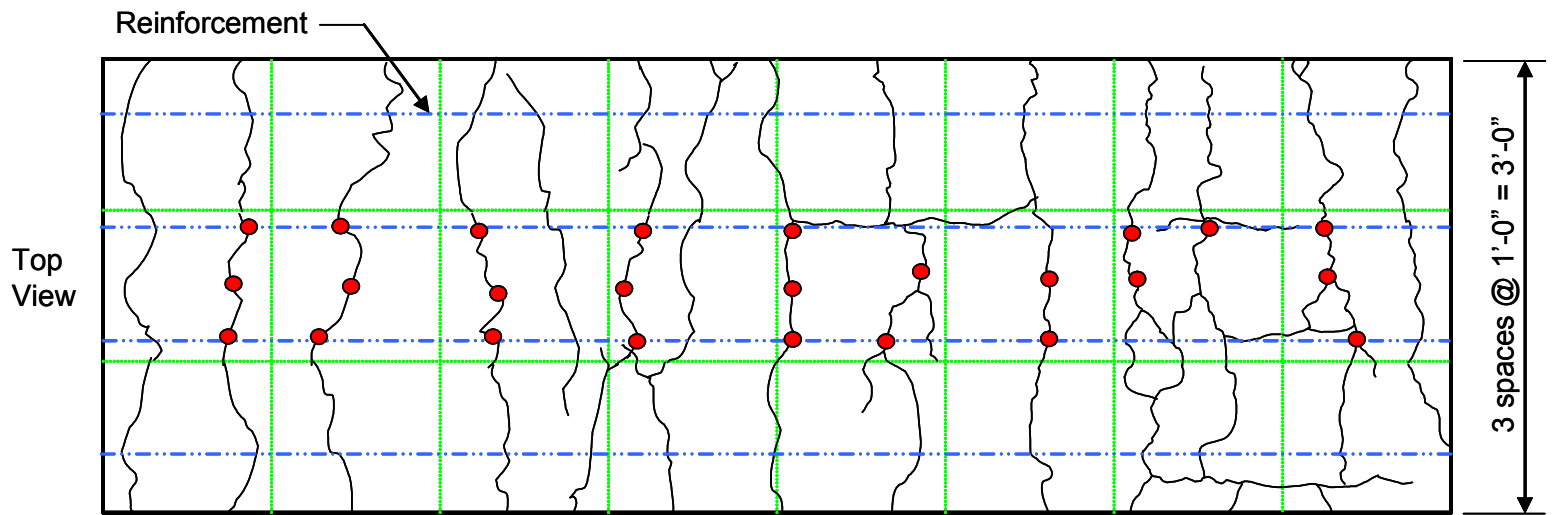 Reinforcement
Top
View
3 spaces @ 1’-0” = 3’-0”